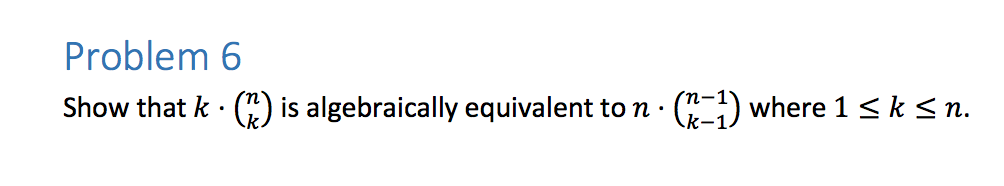 Problem 6
Show that k · (n k) is algebraically equivalent to n · (n−1 k−1) where 1 ≤ k ≤ n.